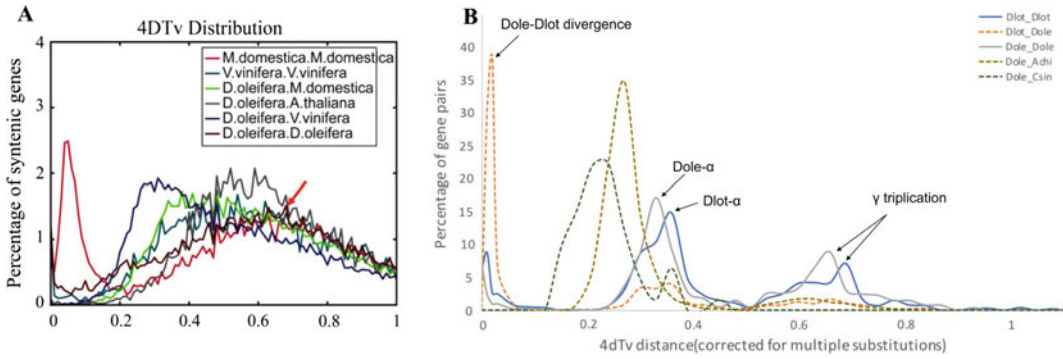 A
4DTv Distribution
Percentage of syntenic genes
4
3
2
1
0
M.domestica.M.domestica
V.vinifera.V.vinifera
D.oleifera.M.domestica
D.oleifera.A.thaliana
D.oleifera.V.vinifera
D.oleifera.D.oleifera
0 0.2 0.4 0.6 0.8 1
B
Percentage of gene pairs
40
35
30
25
20
15
10
5
0
Dole-Dlot divergence
Dole-α
Dlot-α
γ triplication
Dlot_Dlot
Dlot_Dole
Dole_Dole
Dole_Achi
Dole_Csin
0 0.2 0.4 0.6 0.8 1
4dTv distance(corrected for multiple substitutions)